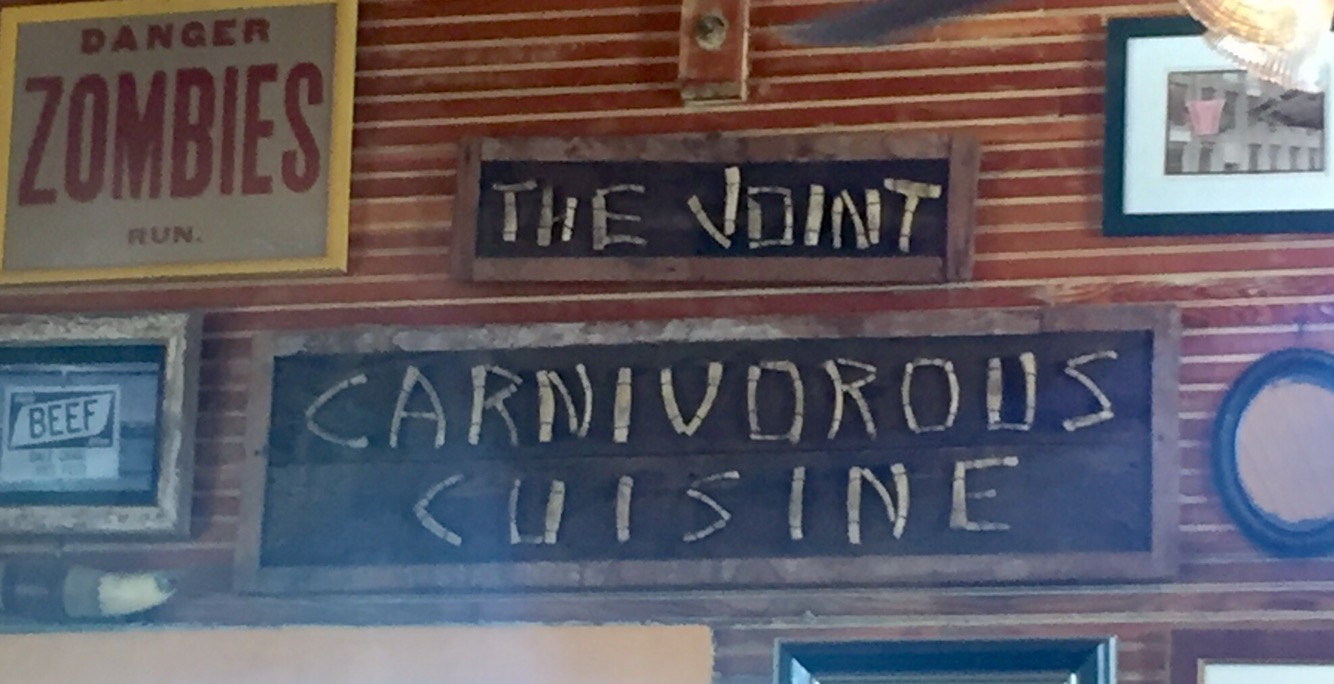 DANGER
ZOMBIES
RUN.
THE JOINT
CARNIVOROUS
CUISINE
BEEF